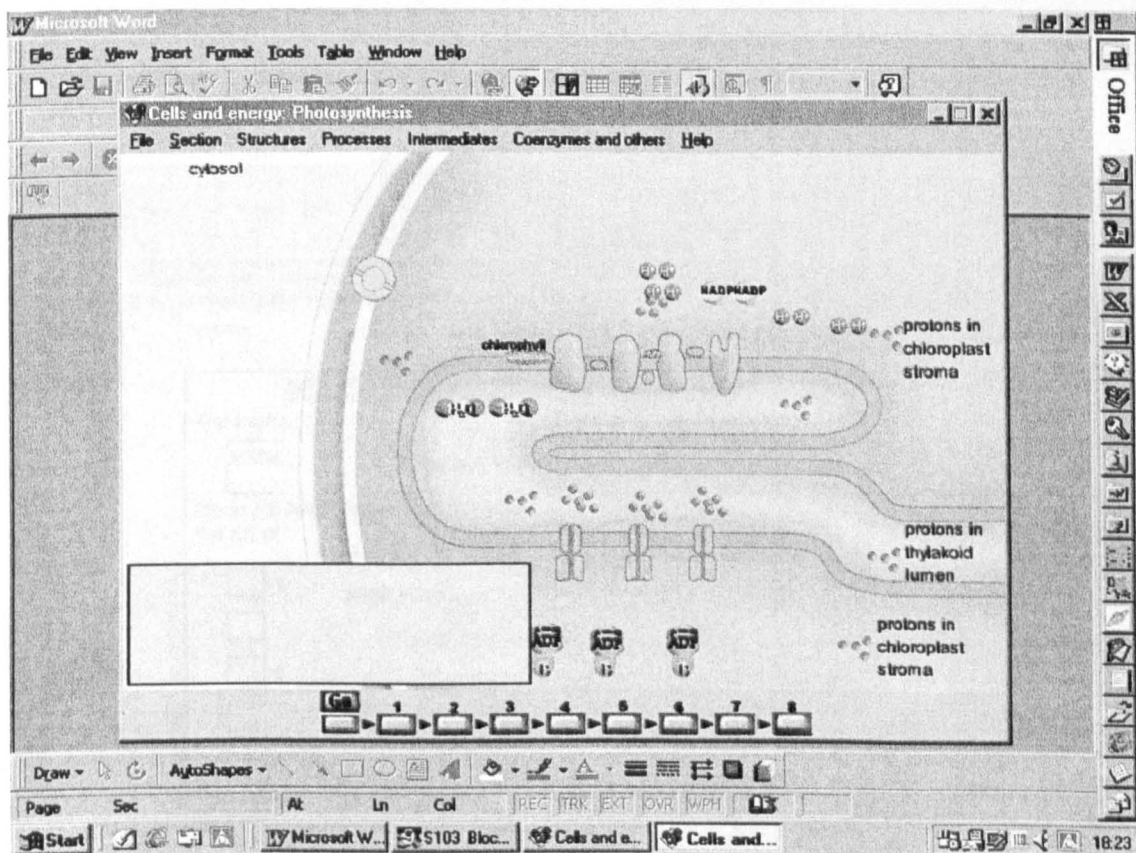 Microsoft Word
File Edit View Insert Format Tools Table Window Help
Office
Cells and energy: Photosynthesis
File Section Structures Processes Intermediates Coenzymes and others Help
cytosol
NADP NADP
chlorophyll
protons in
chloroplast
stroma
H2O H2O
protons in
thylakoid
lumen
protons in
chloroplast
stroma
ADP ADP ADP
Go 1 2 3 4 5 6 7 8
Draw AutoShapes
Page Sec At Ln Col REC TRK EXT OVR WPH
Start Microsoft W... S103 Bloc... Cells and e... Cells and... 18:23